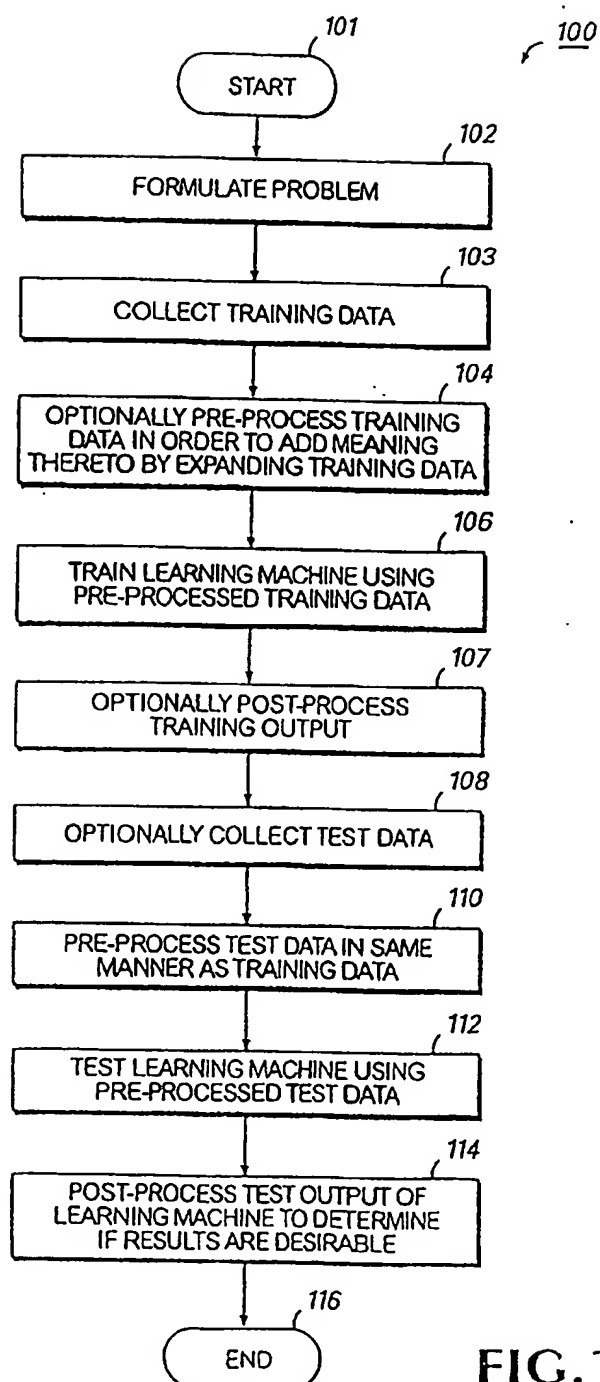 101
100
START
102
FORMULATE PROBLEM
103
COLLECT TRAINING DATA
104
OPTIONALLY PRE-PROCESS TRAINING
DATA IN ORDER TO ADD MEANING
THERETO BY EXPANDING TRAINING DATA
106
TRAIN LEARNING MACHINE USING
PRE-PROCESSED TRAINING DATA
107
OPTIONALLY POST-PROCESS
TRAINING OUTPUT
108
OPTIONALLY COLLECT TEST DATA
110
PRE-PROCESS TEST DATA IN SAME
MANNER AS TRAINING DATA
112
TEST LEARNING MACHINE USING
PRE-PROCESSED TEST DATA
114
POST-PROCESS TEST OUTPUT OF
LEARNING MACHINE TO DETERMINE
IF RESULTS ARE DESIRABLE
116
END
FIG.